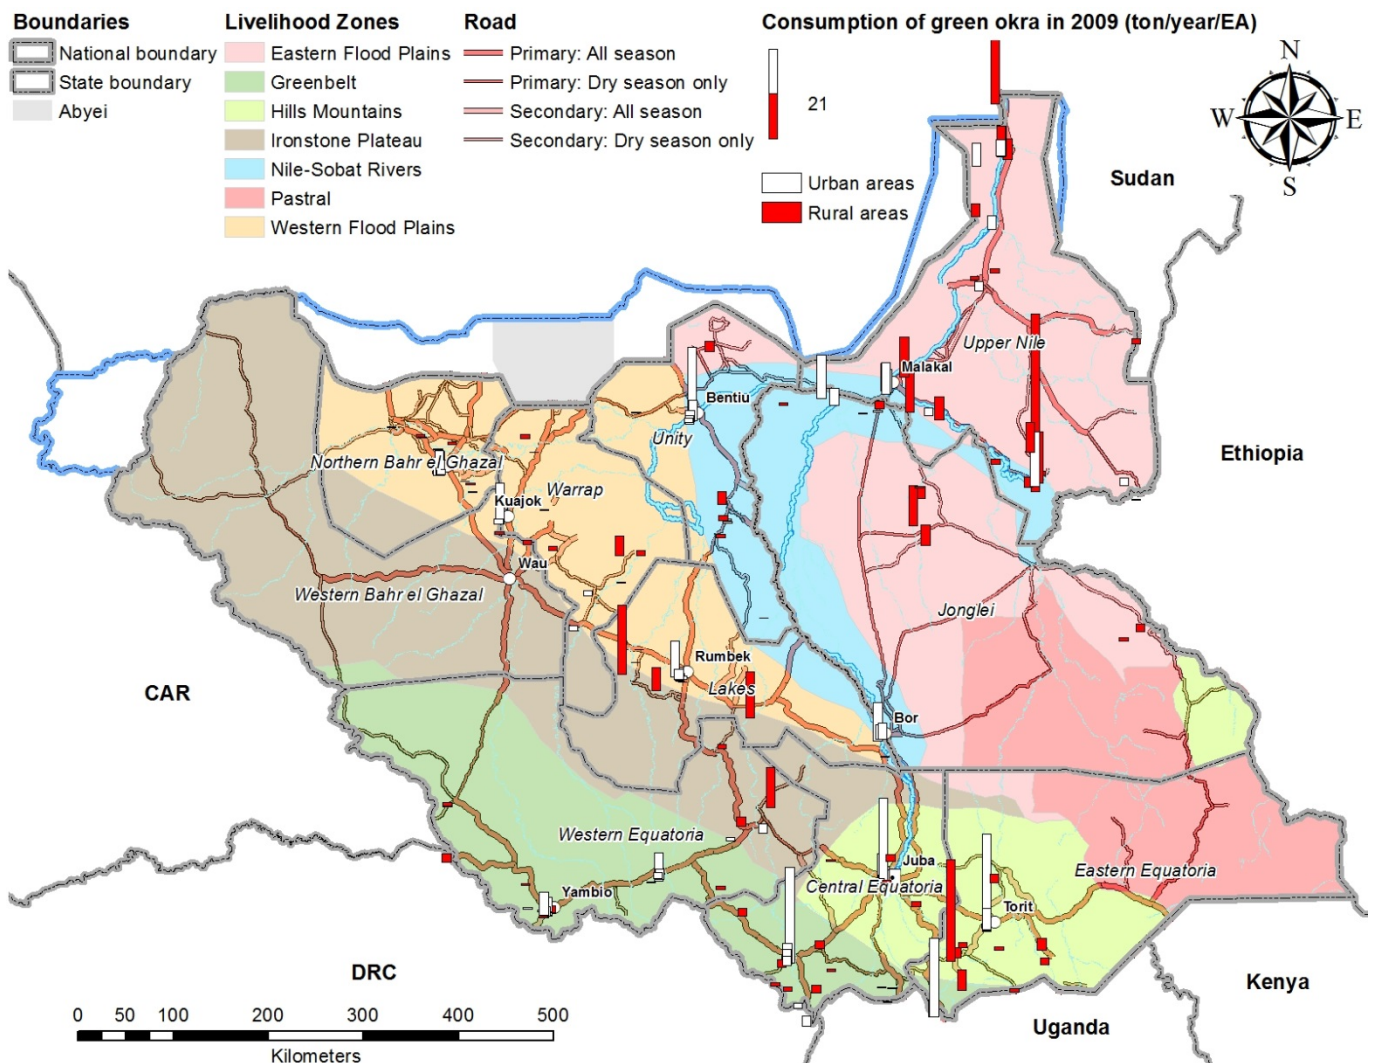 Boundaries
National boundary
State boundary
Abyei
Livelihood Zones
Eastern Flood Plains
Greenbelt
Hills Mountains
Ironstone Plateau
Nile-Sobat Rivers
Pastral
Western Flood Plains
Road
Primary: All season
Primary: Dry season only
Secondary: All season
Secondary: Dry season only
Consumption of green okra in 2009 (ton/year/EA)
21
Urban areas
Rural areas
N
W E
S
Sudan
Upper Nile
Malakal
Bentiu
Unity
Ethiopia
Northern Bahr el Ghazal
Warrap
Kuajok
Wau
Western Bahr el Ghazal
Jonglei
Rumbek
Lakes
CAR
Bor
Western Equatoria
Juba
Central Equatoria
Eastern Equatoria
Yambio
Torit
DRC
Kenya
Uganda
0 50 100 200 300 400 500
Kilometers